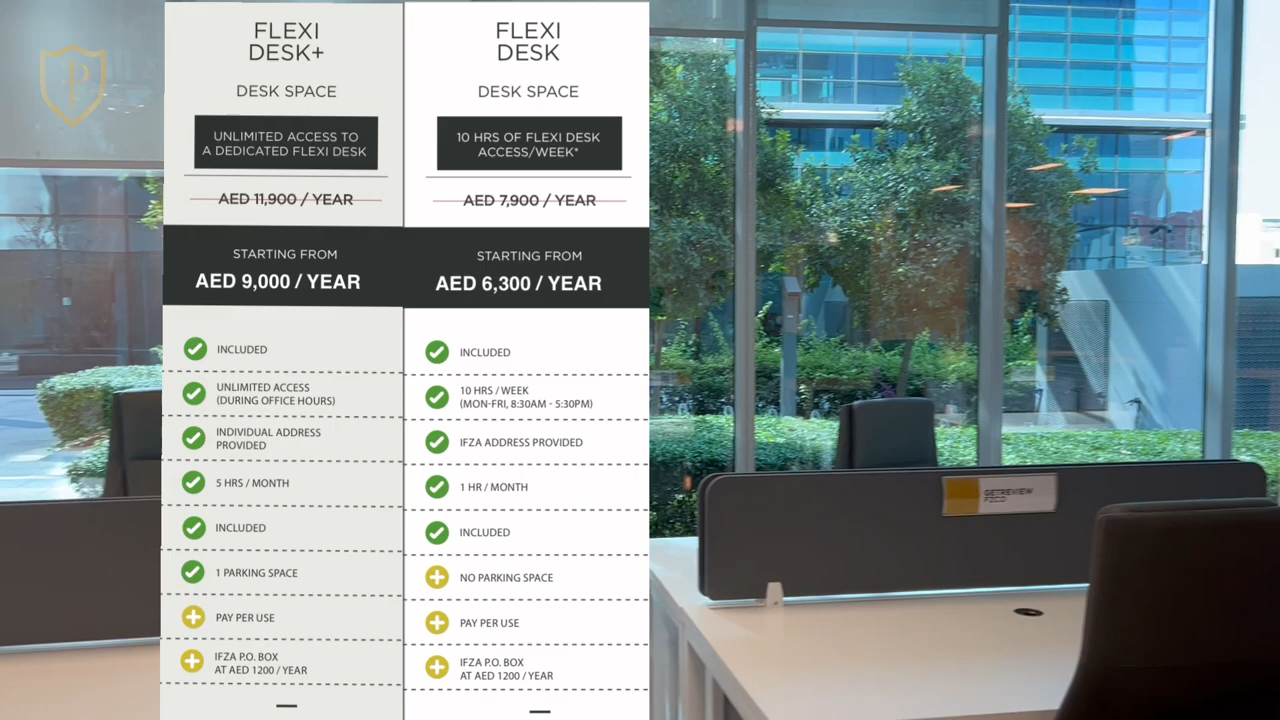 FLEXI
DESK+
DESK SPACE
UNLIMITED ACCESS TO
A DEDICATED FLEXI DESK
AED 11,900 / YEAR
STARTING FROM
AED 9,000 / YEAR
INCLUDED
UNLIMITED ACCESS
(DURING OFFICE HOURS)
INDIVIDUAL ADDRESS
PROVIDED
5 HRS / MONTH
INCLUDED
1 PARKING SPACE
PAY PER USE
IFZA P.O. BOX
AT AED 1200 / YEAR
FLEXI
DESK
DESK SPACE
10 HRS OF FLEXI DESK
ACCESS/WEEK*
AED 7,900 / YEAR
STARTING FROM
AED 6,300 / YEAR
INCLUDED
10 HRS / WEEK
(MON-FRI, 8:30AM - 5:30PM)
IFZA ADDRESS PROVIDED
1 HR / MONTH
INCLUDED
NO PARKING SPACE
PAY PER USE
IFZA P.O. BOX
AT AED 1200 / YEAR
GETREVIEW
FZCO